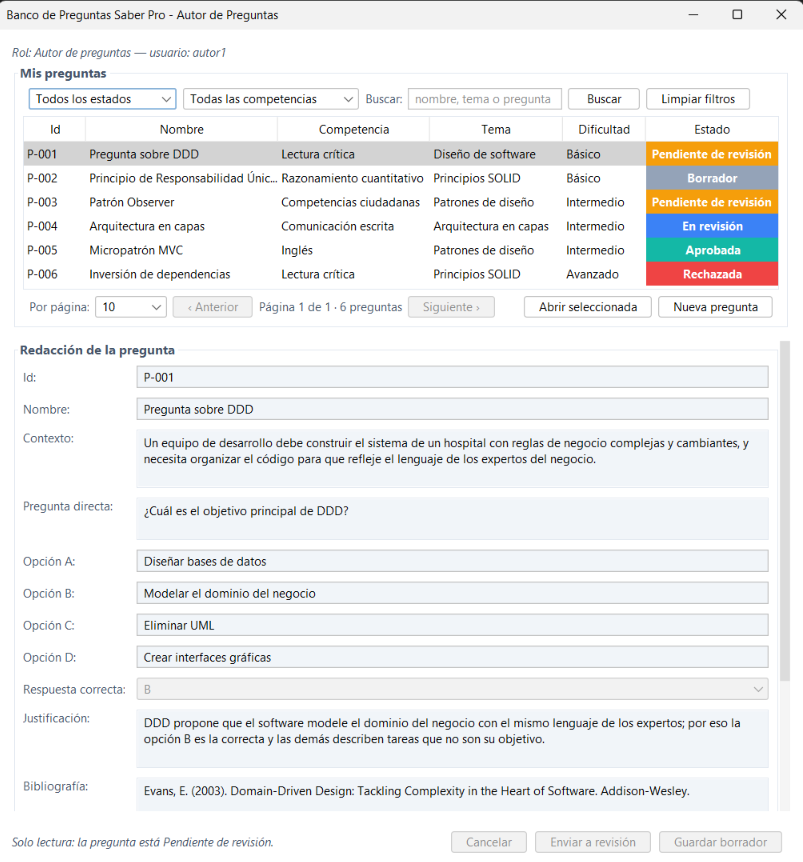 Banco de Preguntas Saber Pro - Autor de Preguntas
Rol: Autor de preguntas — usuario: autor1
Mis preguntas
Todos los estados Todas las competencias Buscar: nombre, tema o pregunta Buscar Limpiar filtros
Id Nombre Competencia Tema Dificultad Estado
P-001 Pregunta sobre DDD Lectura crítica Diseño de software Básico Pendiente de revisión
P-002 Principio de Responsabilidad Únic... Razonamiento cuantitativo Principios SOLID Básico Borrador
P-003 Patrón Observer Competencias ciudadanas Patrones de diseño Intermedio Pendiente de revisión
P-004 Arquitectura en capas Comunicación escrita Arquitectura en capas Intermedio En revisión
P-005 Micropatrón MVC Inglés Patrones de diseño Intermedio Aprobada
P-006 Inversión de dependencias Lectura crítica Principios SOLID Avanzado Rechazada
Por página: 10 ‹ Anterior Página 1 de 1 · 6 preguntas Siguiente › Abrir seleccionada Nueva pregunta
Redacción de la pregunta
Id: P-001
Nombre: Pregunta sobre DDD
Contexto: Un equipo de desarrollo debe construir el sistema de un hospital con reglas de negocio complejas y cambiantes, y
necesita organizar el código para que refleje el lenguaje de los expertos del negocio.
Pregunta directa: ¿Cuál es el objetivo principal de DDD?
Opción A: Diseñar bases de datos
Opción B: Modelar el dominio del negocio
Opción C: Eliminar UML
Opción D: Crear interfaces gráficas
Respuesta correcta: B
Justificación: DDD propone que el software modele el dominio del negocio con el mismo lenguaje de los expertos; por eso la
opción B es la correcta y las demás describen tareas que no son su objetivo.
Bibliografía: Evans, E. (2003). Domain-Driven Design: Tackling Complexity in the Heart of Software. Addison-Wesley.
Solo lectura: la pregunta está Pendiente de revisión. Cancelar Enviar a revisión Guardar borrador